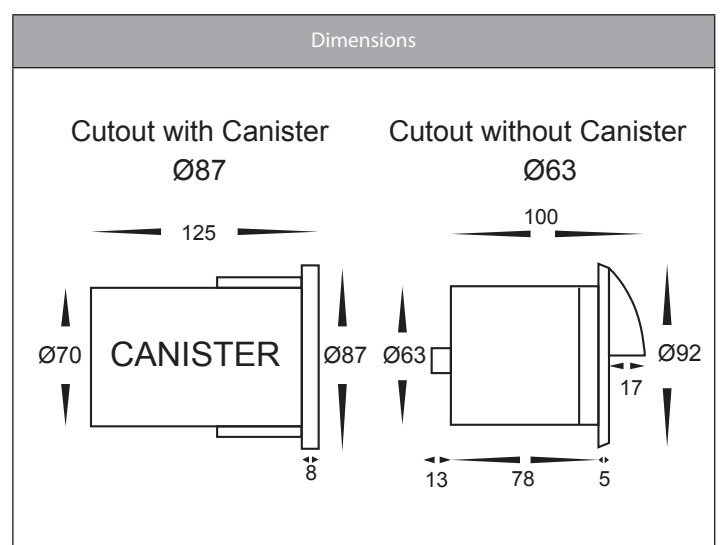 Dimensions
Cutout with Canister
Ø87
Cutout without Canister
Ø63
125
100
Ø70
CANISTER
Ø87
Ø63
Ø92
17
8
13
78
5